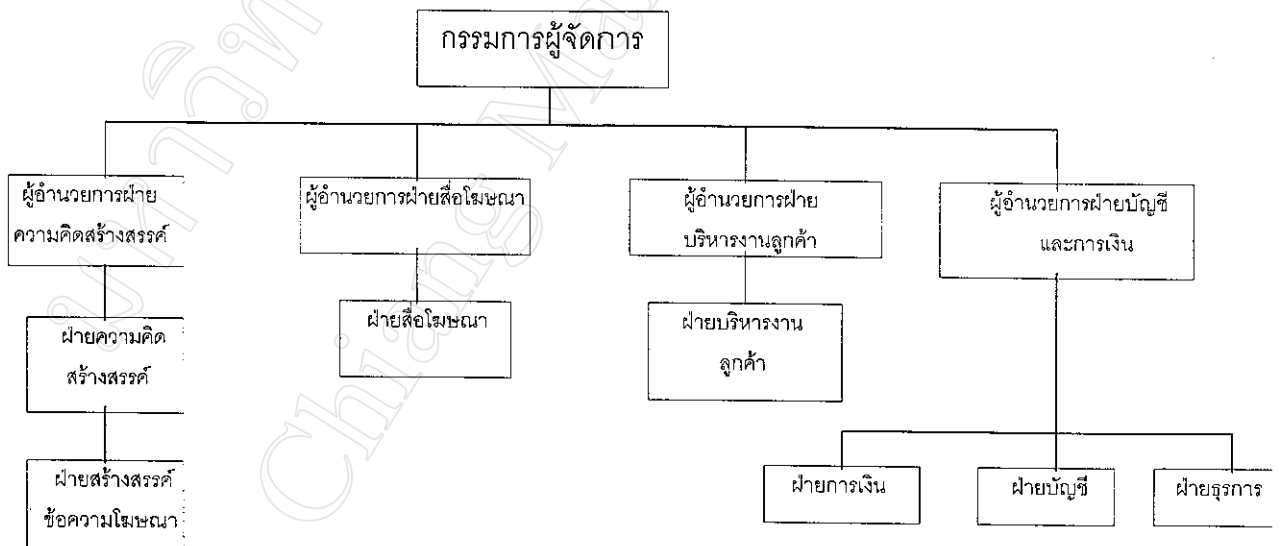 กรรมการผู้จัดการ
ผู้อำนวยการฝ่าย
ความคิดสร้างสรรค์
ผู้อำนวยการฝ่ายสื่อโฆษณา
ผู้อำนวยการฝ่าย
บริหารงานลูกค้า
ผู้อำนวยการฝ่ายบัญชี
และการเงิน
ฝ่ายความคิด
สร้างสรรค์
ฝ่ายสื่อโฆษณา
ฝ่ายบริหารงาน
ลูกค้า
ฝ่ายสร้างสรรค์
ข้อความโฆษณา
ฝ่ายการเงิน
ฝ่ายบัญชี
ฝ่ายธุรการ
Chiang Ma